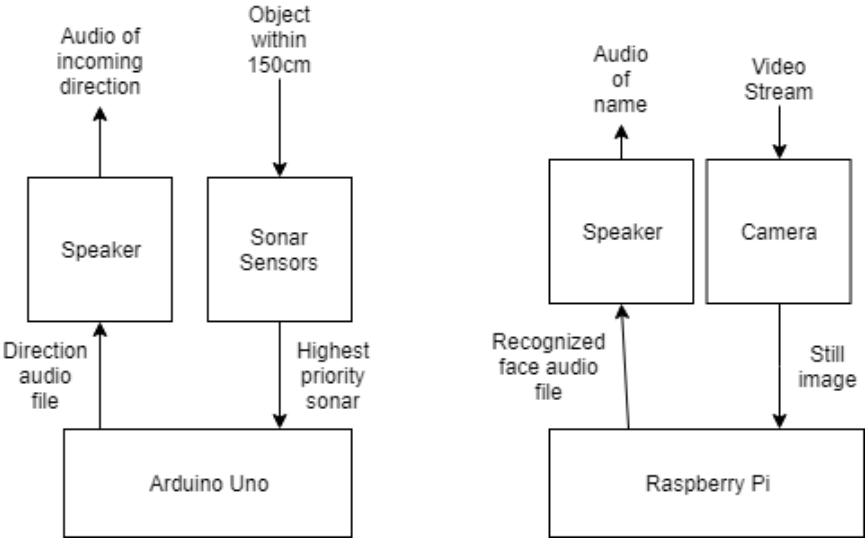 Audio of
incoming
direction
Object
within
150cm
Speaker
Sonar
Sensors
Direction
audio
file
Highest
priority
sonar
Arduino Uno
Audio
of
name
Video
Stream
Speaker
Camera
Recognized
face audio
file
Still
image
Raspberry Pi